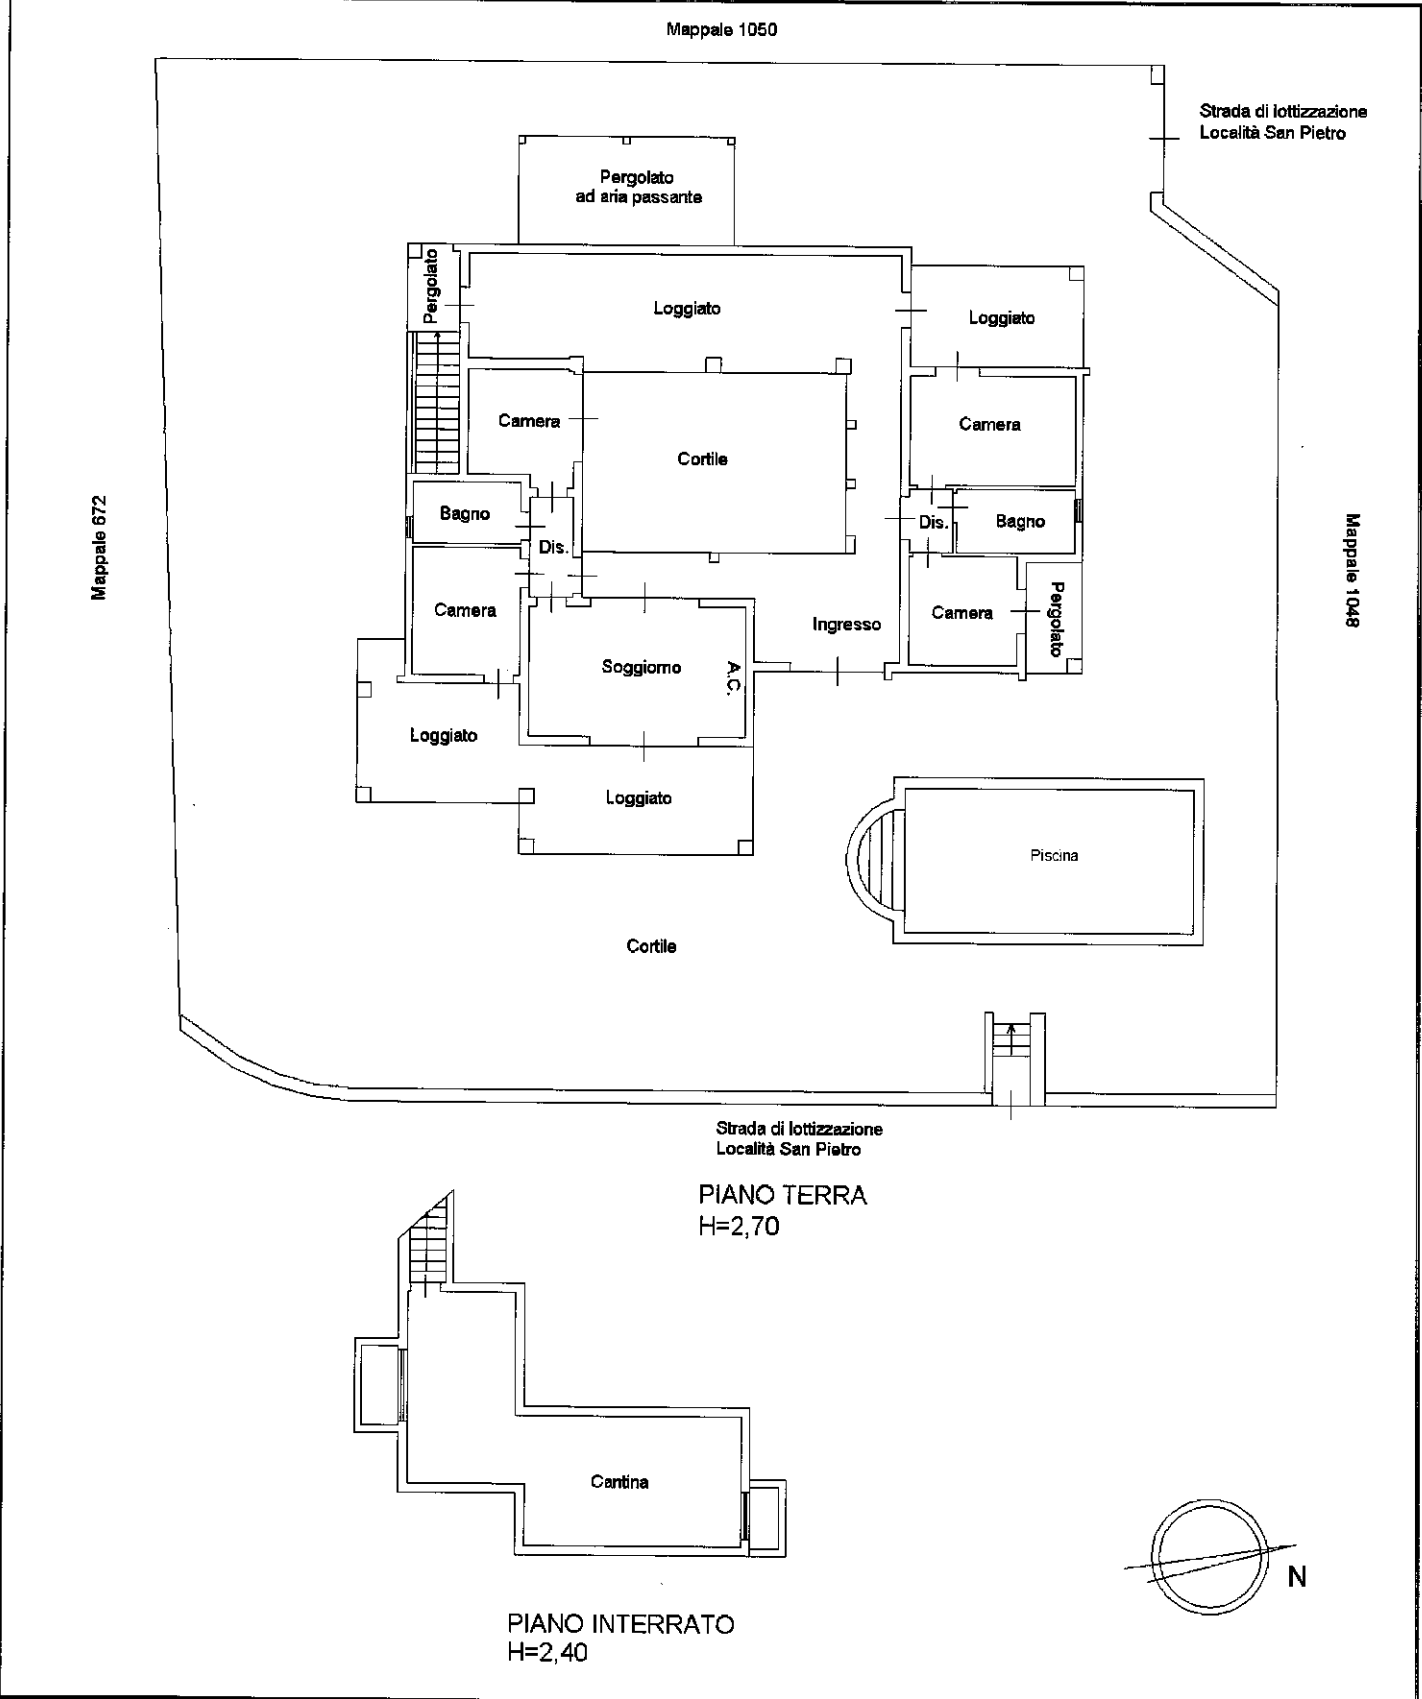 Mappale 1050
Strada di lottizzazione
Località San Pietro
Pergolato
ad aria passante
Pergolato
Loggiato
Loggiato
Camera
Camera
Cortile
Mappale 672
Bagno
Dis.
Dis.
Bagno
Mappale 1048
Camera
Ingresso
Camera
Pergolato
Soggiorno
A.C.
Loggiato
Loggiato
Piscina
Cortile
Strada di lottizzazione
Località San Pietro
PIANO TERRA
H=2,70
Cantina
N
PIANO INTERRATO
H=2,40